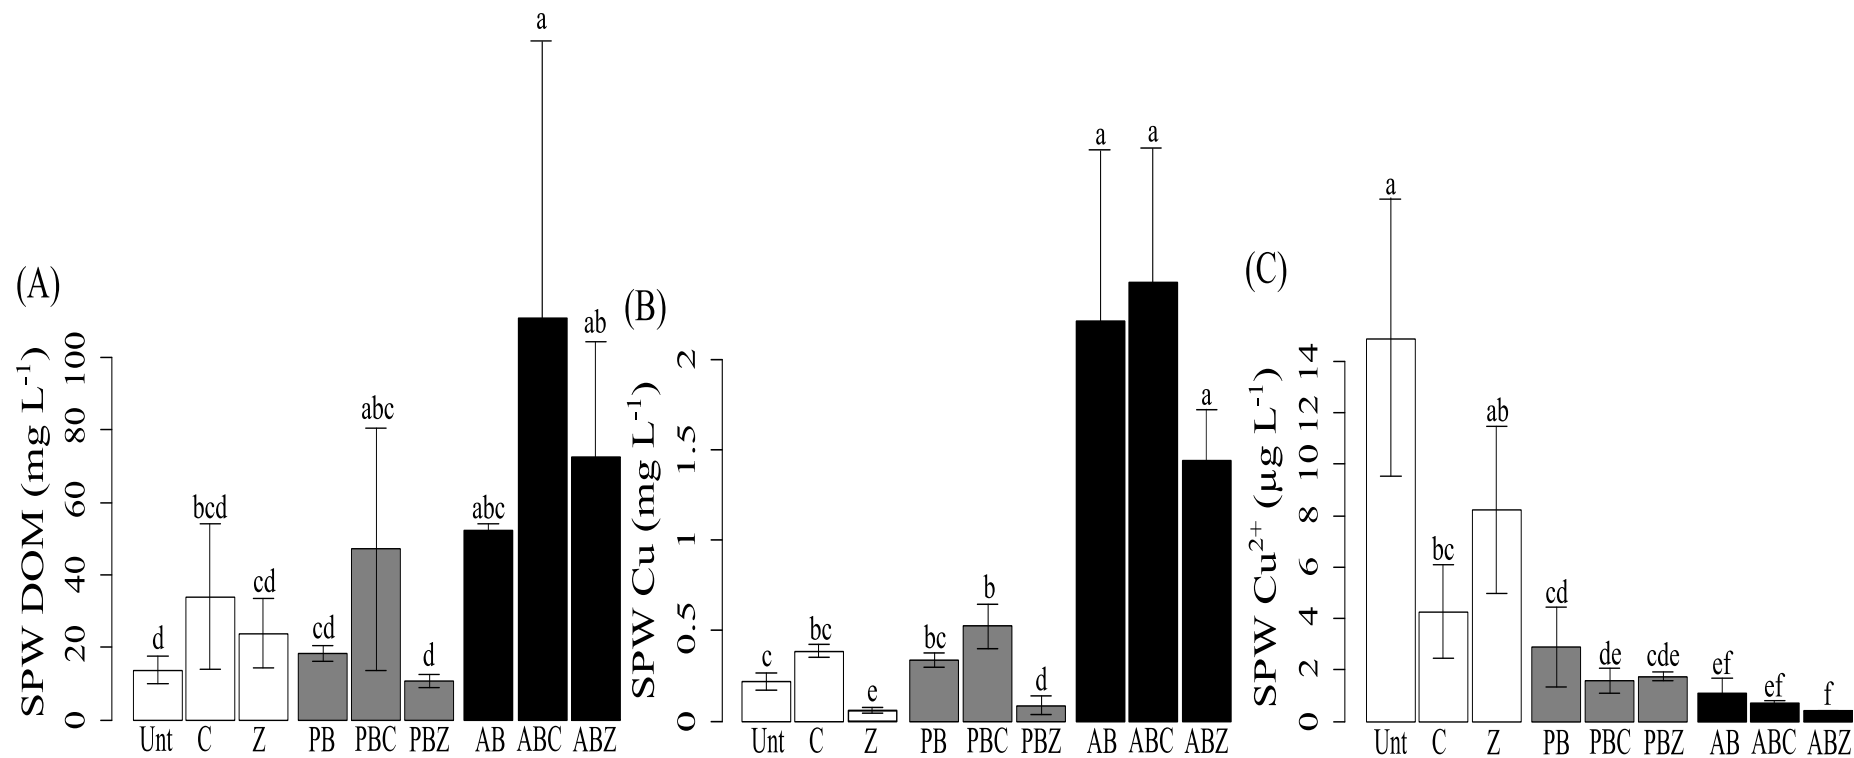 (A)
SPW DOM (mg L-1)
0 20 40 60 80 100
d bcd cd cd abc d abc a ab
Unt C Z PB PBC PBZ AB ABC ABZ
(B)
SPW Cu (mg L-1)
0 0.5 1 1.5 2
c bc e bc b d a a a
Unt C Z PB PBC PBZ AB ABC ABZ
(C)
SPW Cu2+ (µg L-1)
0 2 4 6 8 10 12 14
a bc ab cd de cde ef ef f
Unt C Z PB PBC PBZ AB ABC ABZ